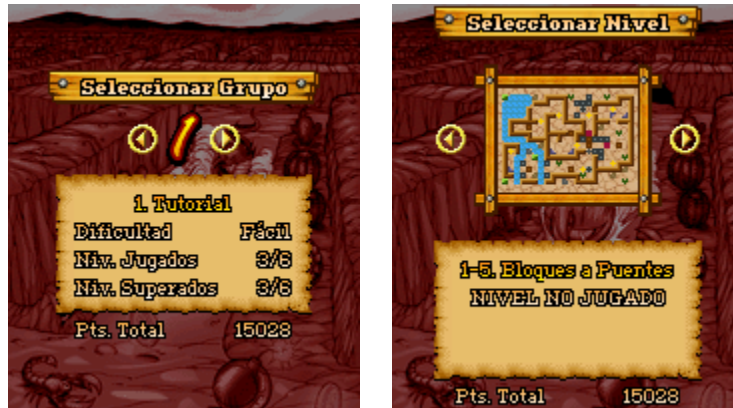 Seleccionar Grupo
1. Tutorial
Dificultad Fácil
Niv. Jugados 3/6
Niv. Superados 3/6
Pts. Total 15028
Seleccionar Nivel
1-5. Bloques a Puentes
NIVEL NO JUGADO
Pts. Total 15028